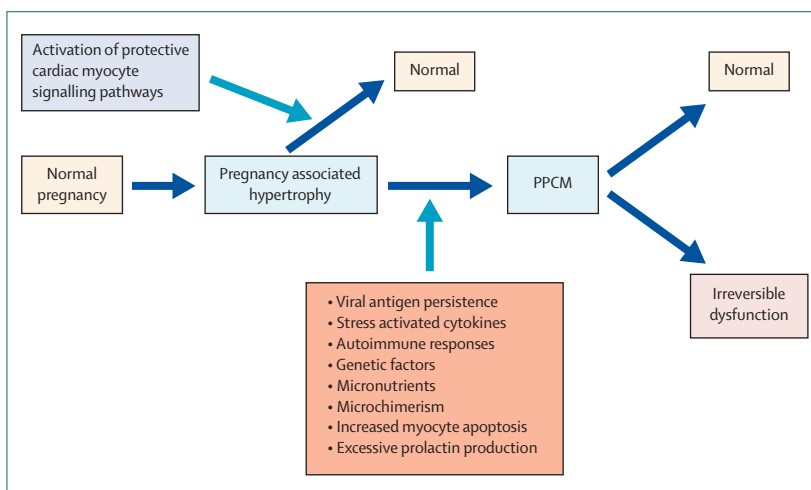 Activation of protective
cardiac myocyte
signalling pathways
Normal
Normal
Normal
pregnancy
Pregnancy associated
hypertrophy
PPCM
Irreversible
dysfunction
• Viral antigen persistence
• Stress activated cytokines
• Autoimmune responses
• Genetic factors
• Micronutrients
• Microchimerism
• Increased myocyte apoptosis
• Excessive prolactin production